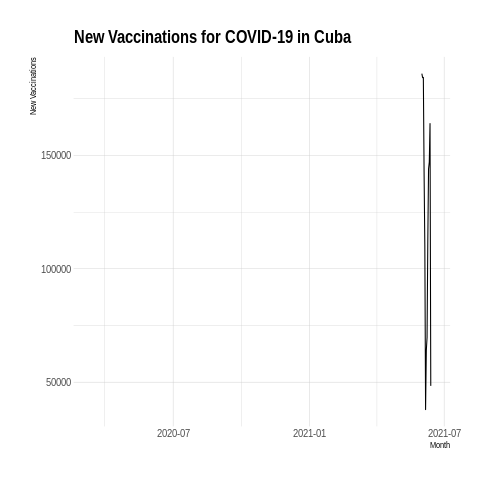 New Vaccinations for COVID-19 in Cuba
New Vaccinations
150000
100000
50000
2020-07
2021-01
2021-07
Month